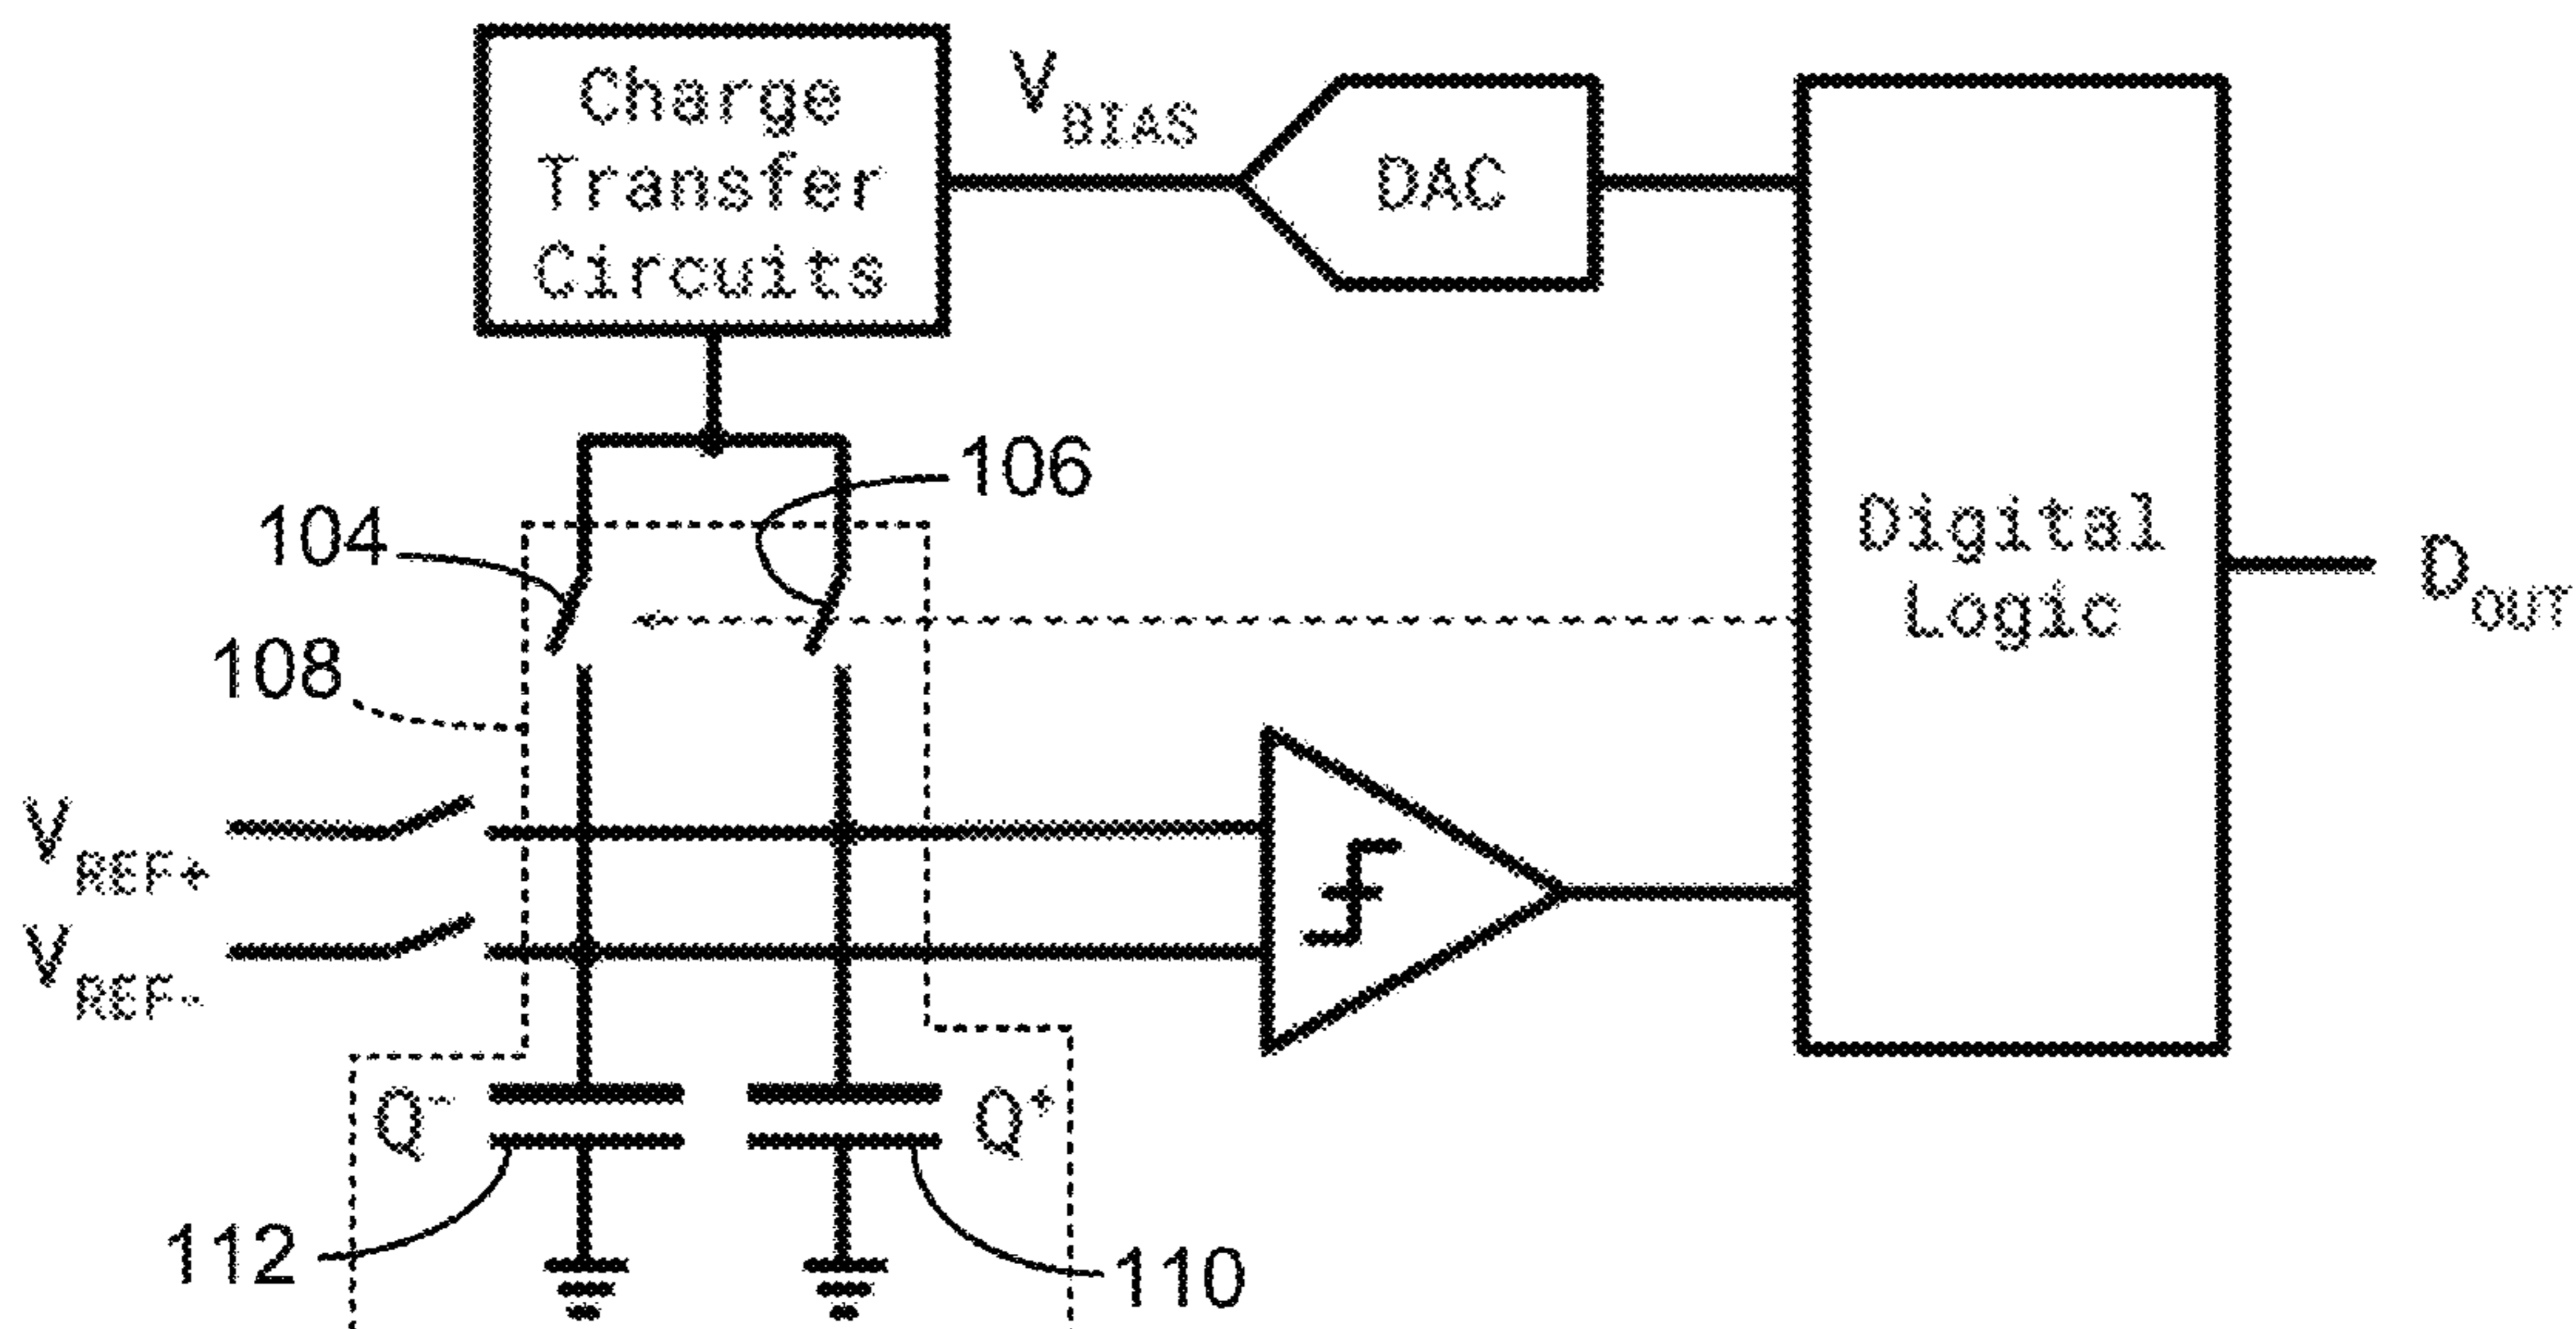 Charge
Transfer
Circuits
VBIAS
DAC
106
104
108
Digital
Logic
DOUT
VREF+
VREF-
Q-
Q+
112
110